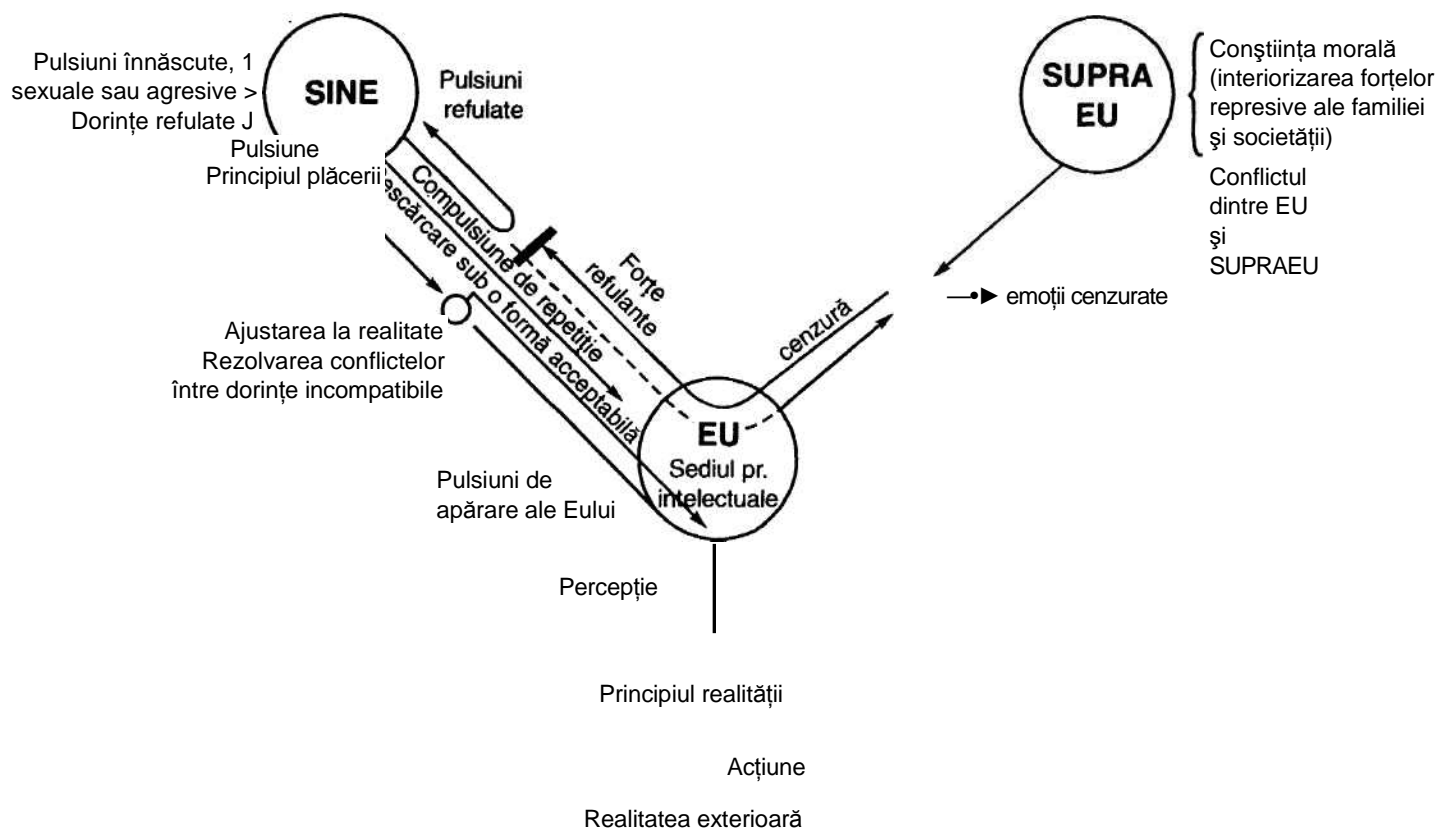 Pulsiuni înnăscute, 1
sexuale sau agresive >
Dorințe refulate J
SINE
Pulsiuni
refulate
Pulsiune
Principiul plăcerii
Compulsiune de repetiție
escărcare sub o formă acceptabilă
Forțe
refulante
Ajustarea la realitate
Rezolvarea conflictelor
între dorințe incompatibile
Pulsiuni de
apărare ale Eului
EU
Sediul pr.
intelectuale
cenzură
SUPRA
EU
Conştiința morală
(interiorizarea forțelor
represive ale familiei
şi societății)
Conflictul
dintre EU
şi
SUPRAEU
emoții cenzurate
Percepție
Principiul realității
Acțiune
Realitatea exterioară